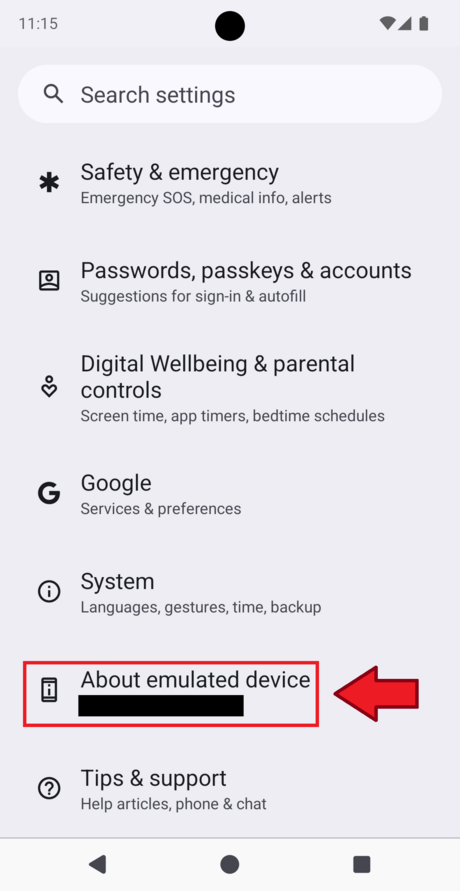 11:15
Search settings
Safety & emergency
Emergency SOS, medical info, alerts
Passwords, passkeys & accounts
Suggestions for sign-in & autofill
Digital Wellbeing & parental
controls
Screen time, app timers, bedtime schedules
Google
Services & preferences
System
Languages, gestures, time, backup
About emulated device
Tips & support
Help articles, phone & chat